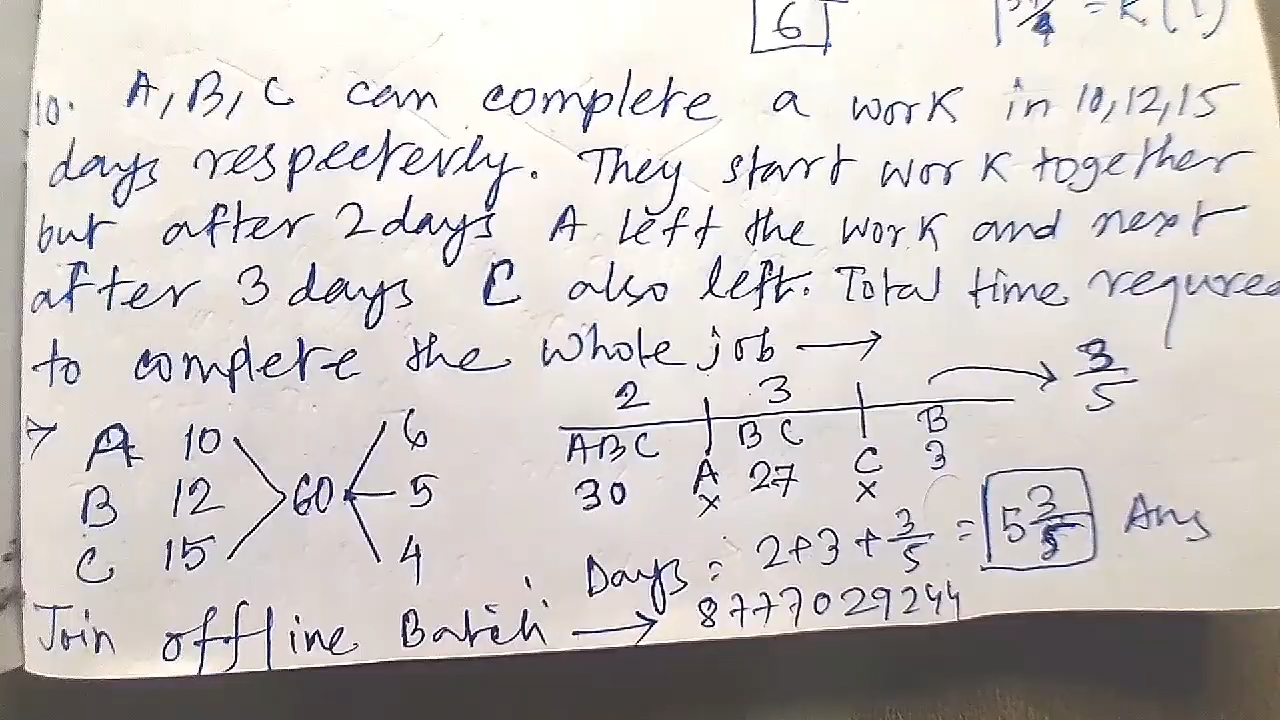 6
10. A, B, C can complete a work in 10, 12, 15
days respecterly. They start work together
but after 2 days A left the work and next
after 3 days C also left. Total time requred
to complete the whole job →
2 3 → 3/5
ABC BC B
30 A 27 C 3
x x
A 10 6
B 12 60 5
C 15 4
Days = 2+3+3/5 = 5 3/5 Ans
Join offline Batch → 8777029244